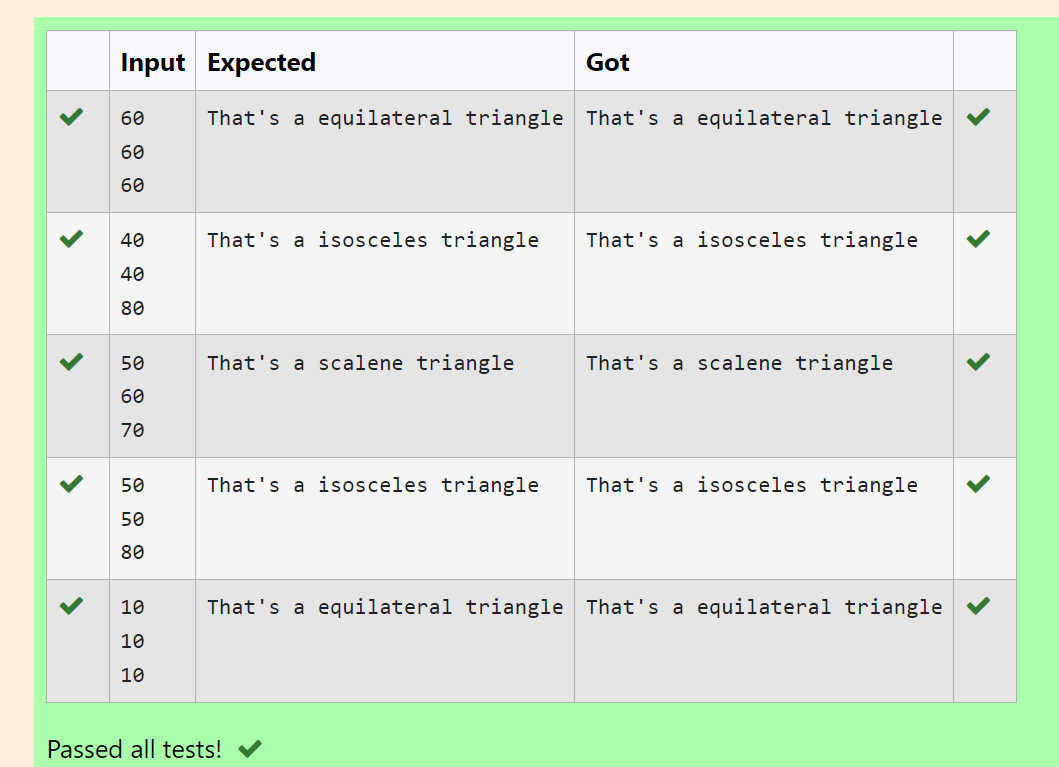 Input Expected Got
60 That's a equilateral triangle That's a equilateral triangle
60
60
40 That's a isosceles triangle That's a isosceles triangle
40
80
50 That's a scalene triangle That's a scalene triangle
60
70
50 That's a isosceles triangle That's a isosceles triangle
50
80
10 That's a equilateral triangle That's a equilateral triangle
10
10
Passed all tests!